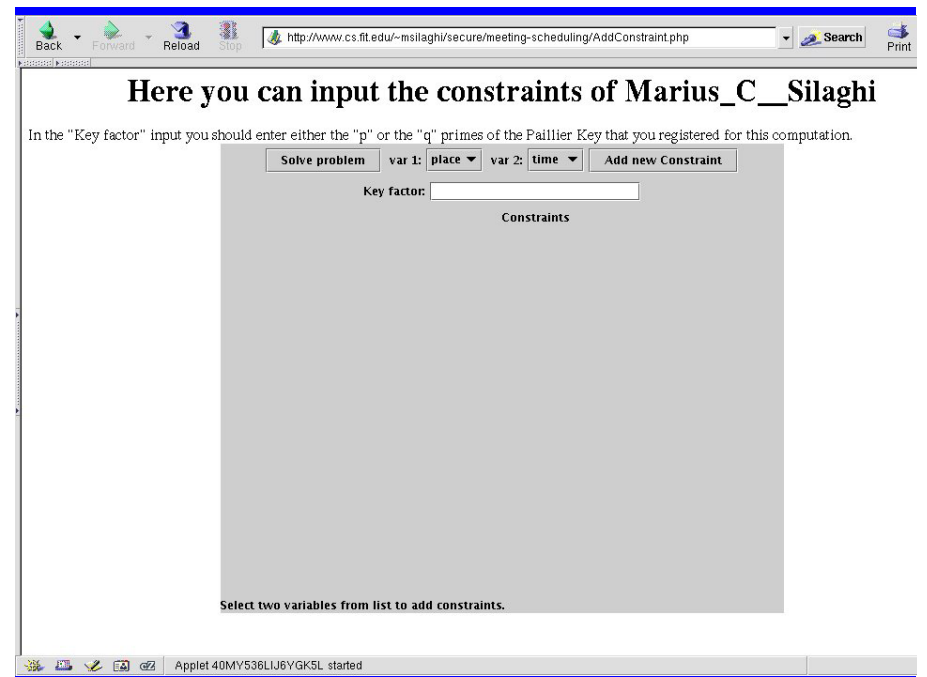 Back Forward Reload Stop http://www.cs.fit.edu/~msilaghi/secure/meeting-scheduling/AddConstraint.php Search Print
Here you can input the constraints of Marius_C__Silaghi
In the "Key factor" input you should enter either the "p" or the "q" primes of the Paillier Key that you registered for this computation.
Solve problem var 1: place var 2: time Add new Constraint
Key factor:
Constraints
Select two variables from list to add constraints.
Applet 40MY536LIJ6YGK5L started